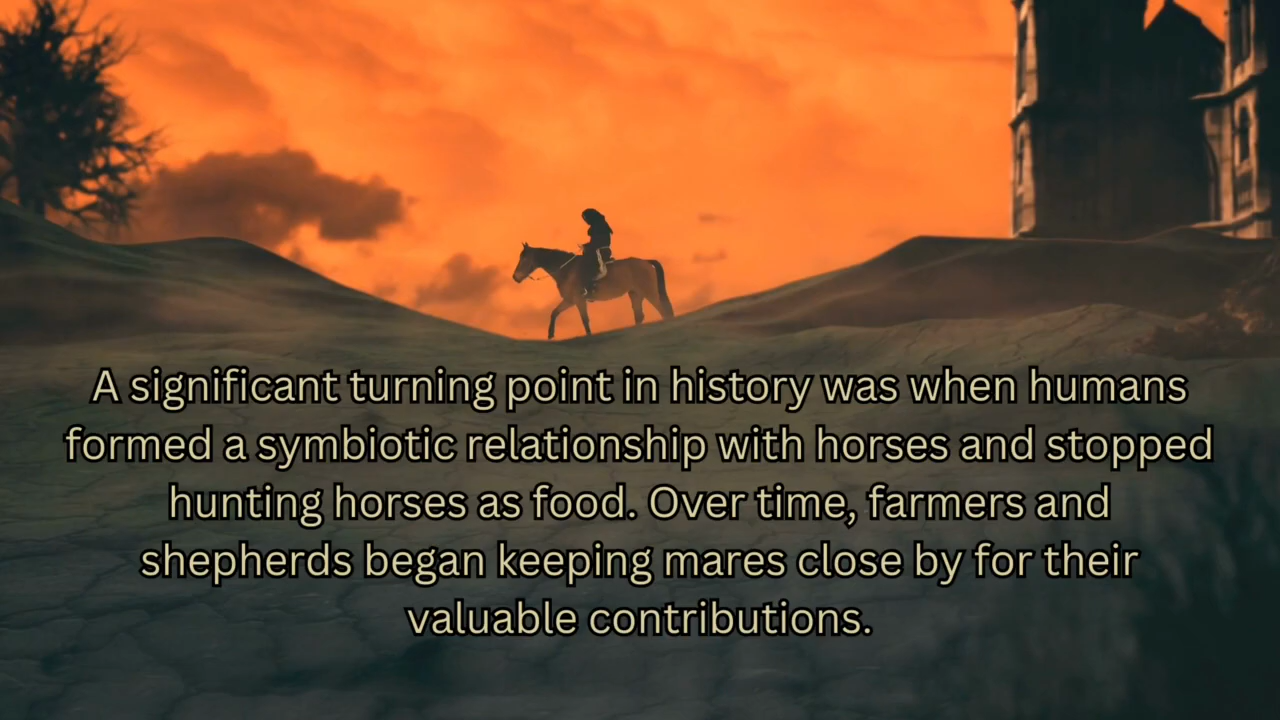 A significant turning point in history was when humans
formed a symbiotic relationship with horses and stopped
hunting horses as food. Over time, farmers and
shepherds began keeping mares close by for their
valuable contributions.